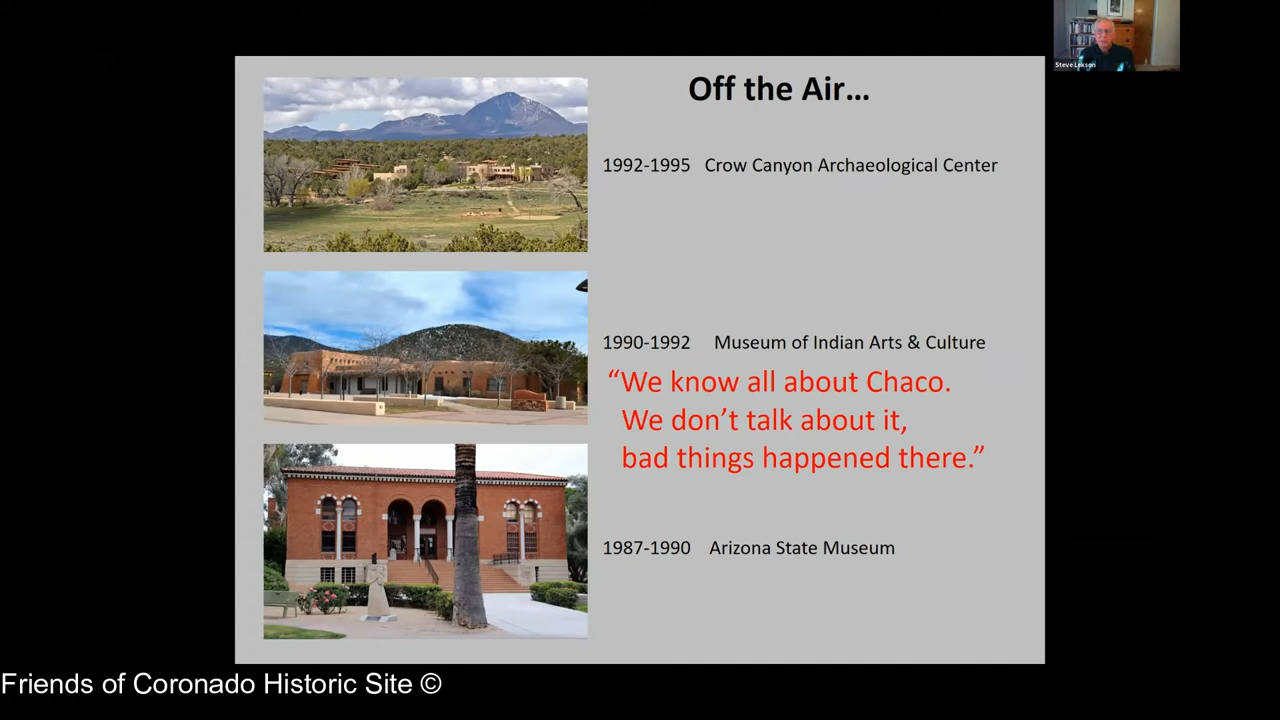 Steve Lekson
Off the Air…
1992-1995 Crow Canyon Archaeological Center
1990-1992 Museum of Indian Arts & Culture
“We know all about Chaco.
We don’t talk about it,
bad things happened there.”
1987-1990 Arizona State Museum
Friends of Coronado Historic Site ©